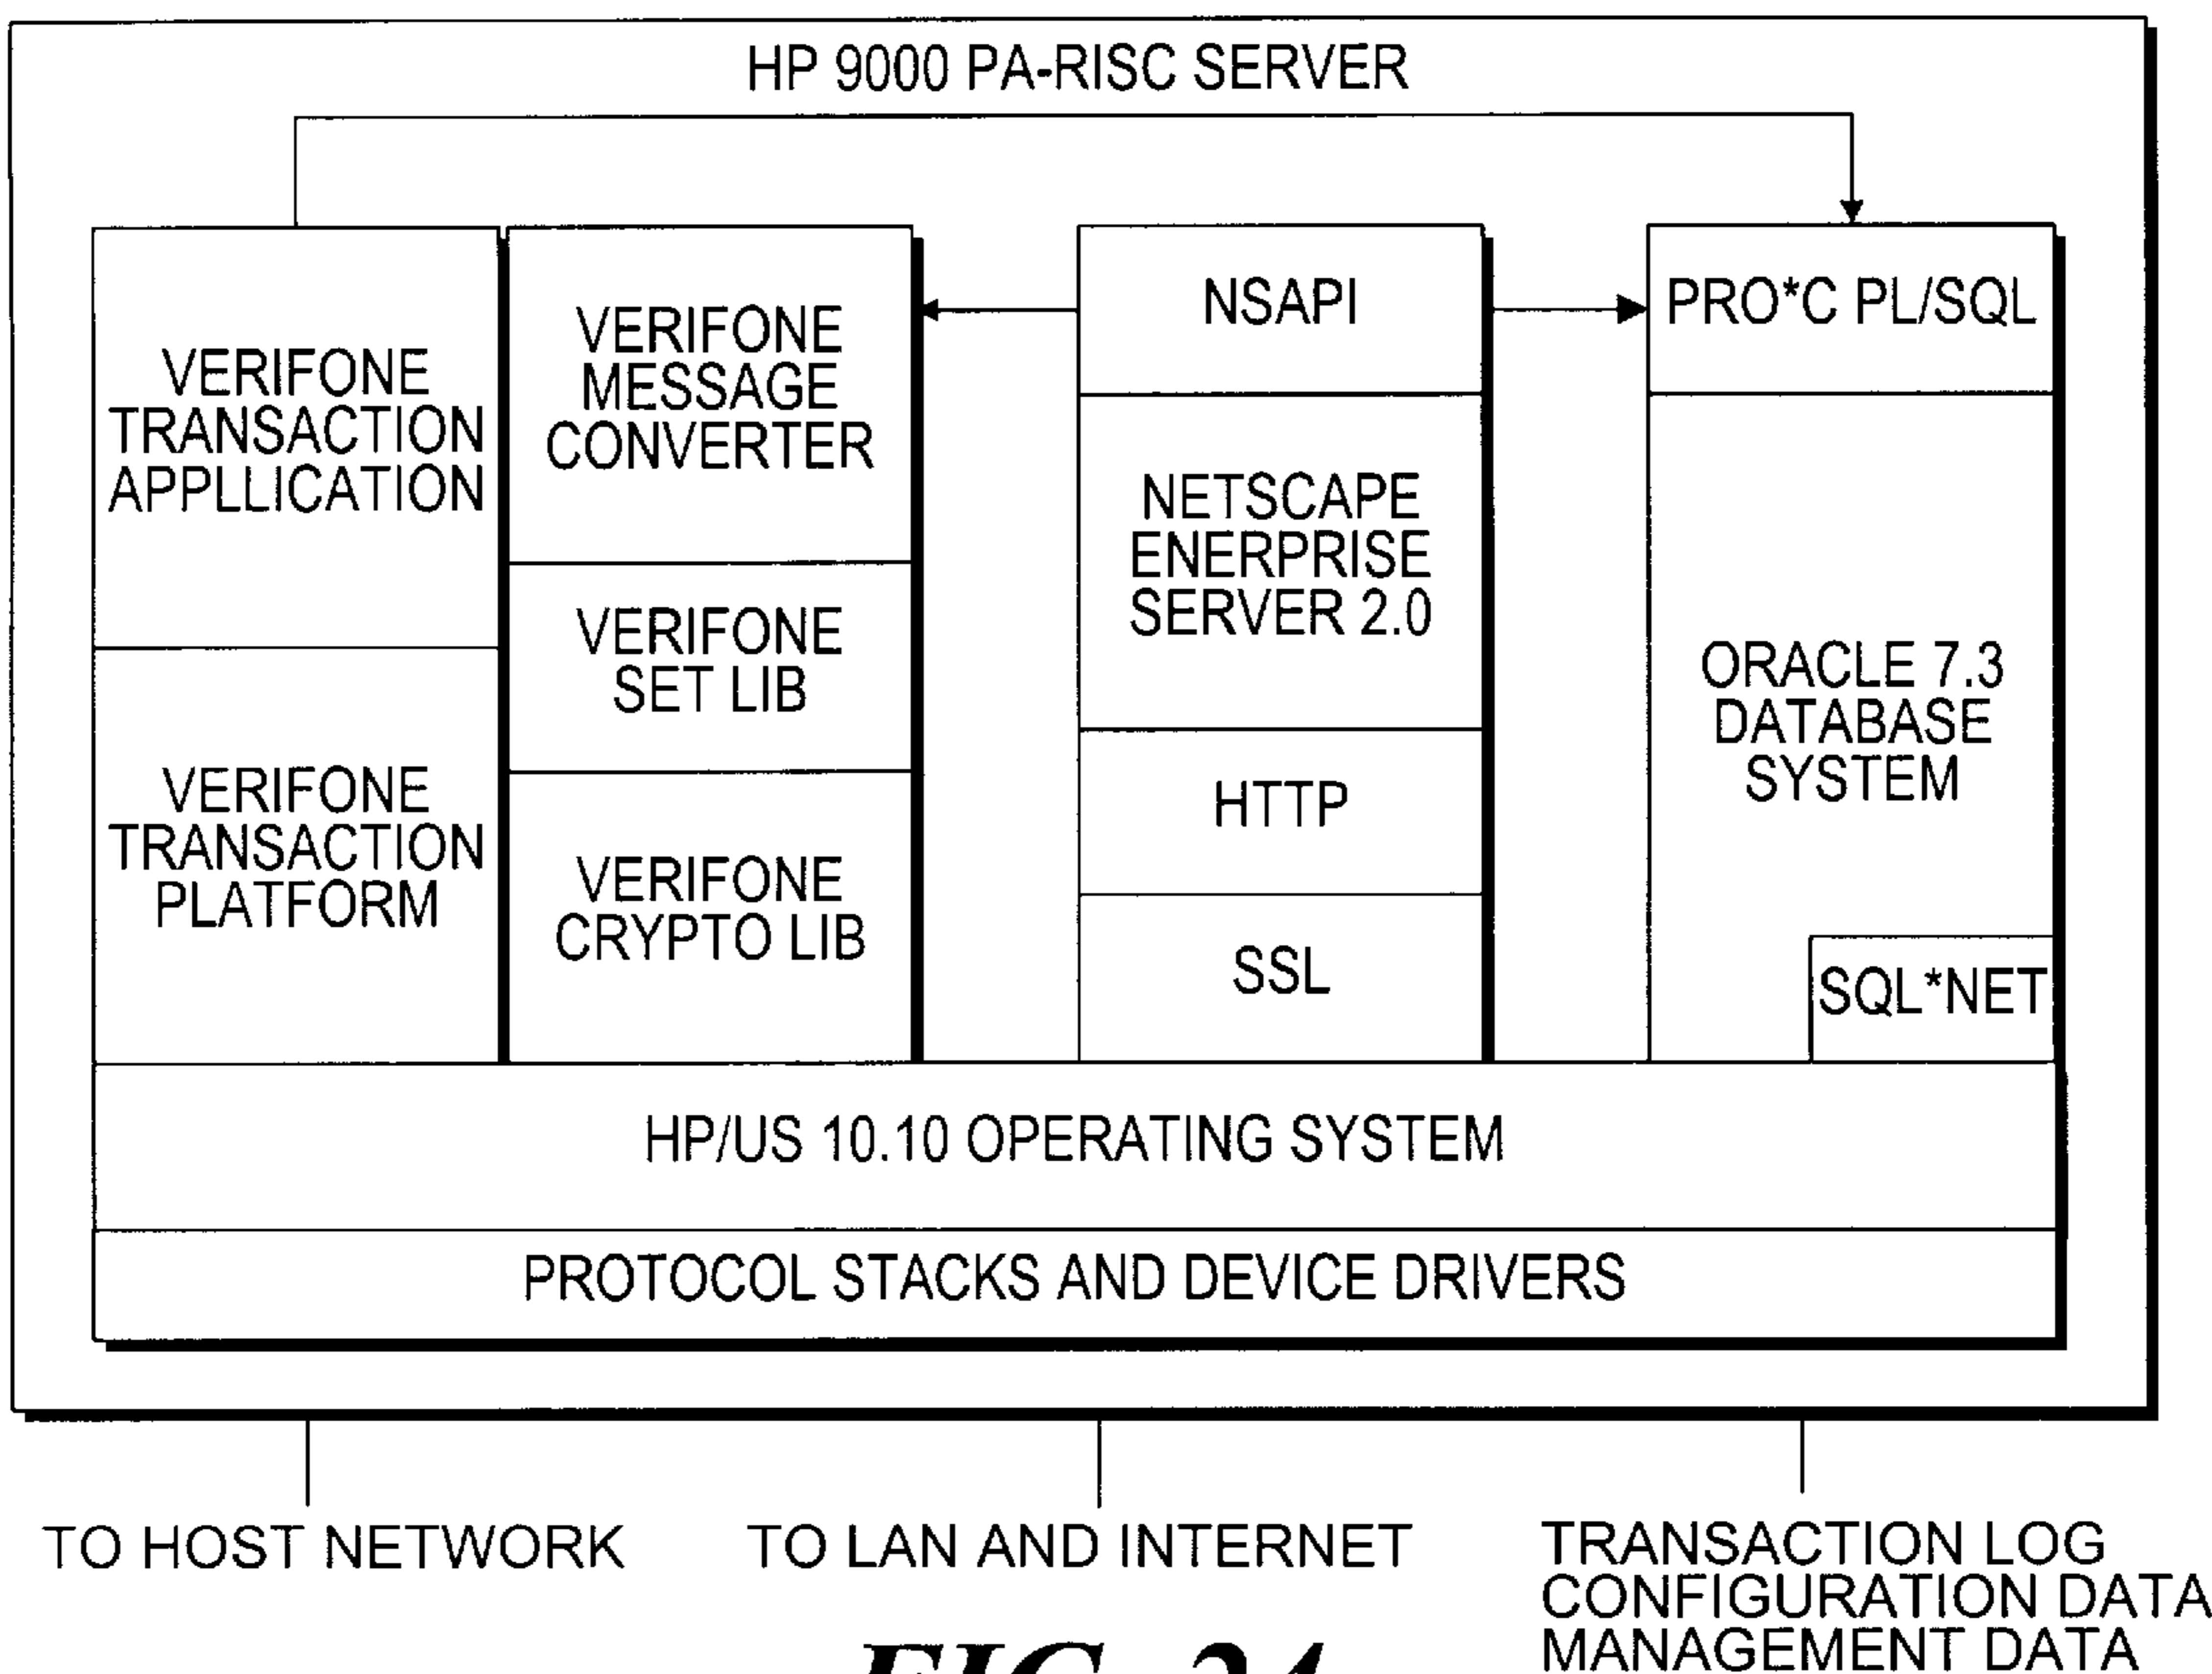 HP 9000 PA-RISC SERVER
VERIFONE
TRANSACTION
APPLLICATION
VERIFONE
TRANSACTION
PLATFORM
VERIFONE
MESSAGE
CONVERTER
VERIFONE
SET LIB
VERIFONE
CRYPTO LIB
NSAPI
NETSCAPE
ENERPRISE
SERVER 2.0
HTTP
SSL
PRO*C PL/SQL
ORACLE 7.3
DATABASE
SYSTEM
SQL*NET
HP/US 10.10 OPERATING SYSTEM
PROTOCOL STACKS AND DEVICE DRIVERS
TO HOST NETWORK
TO LAN AND INTERNET
TRANSACTION LOG
CONFIGURATION DATA
MANAGEMENT DATA